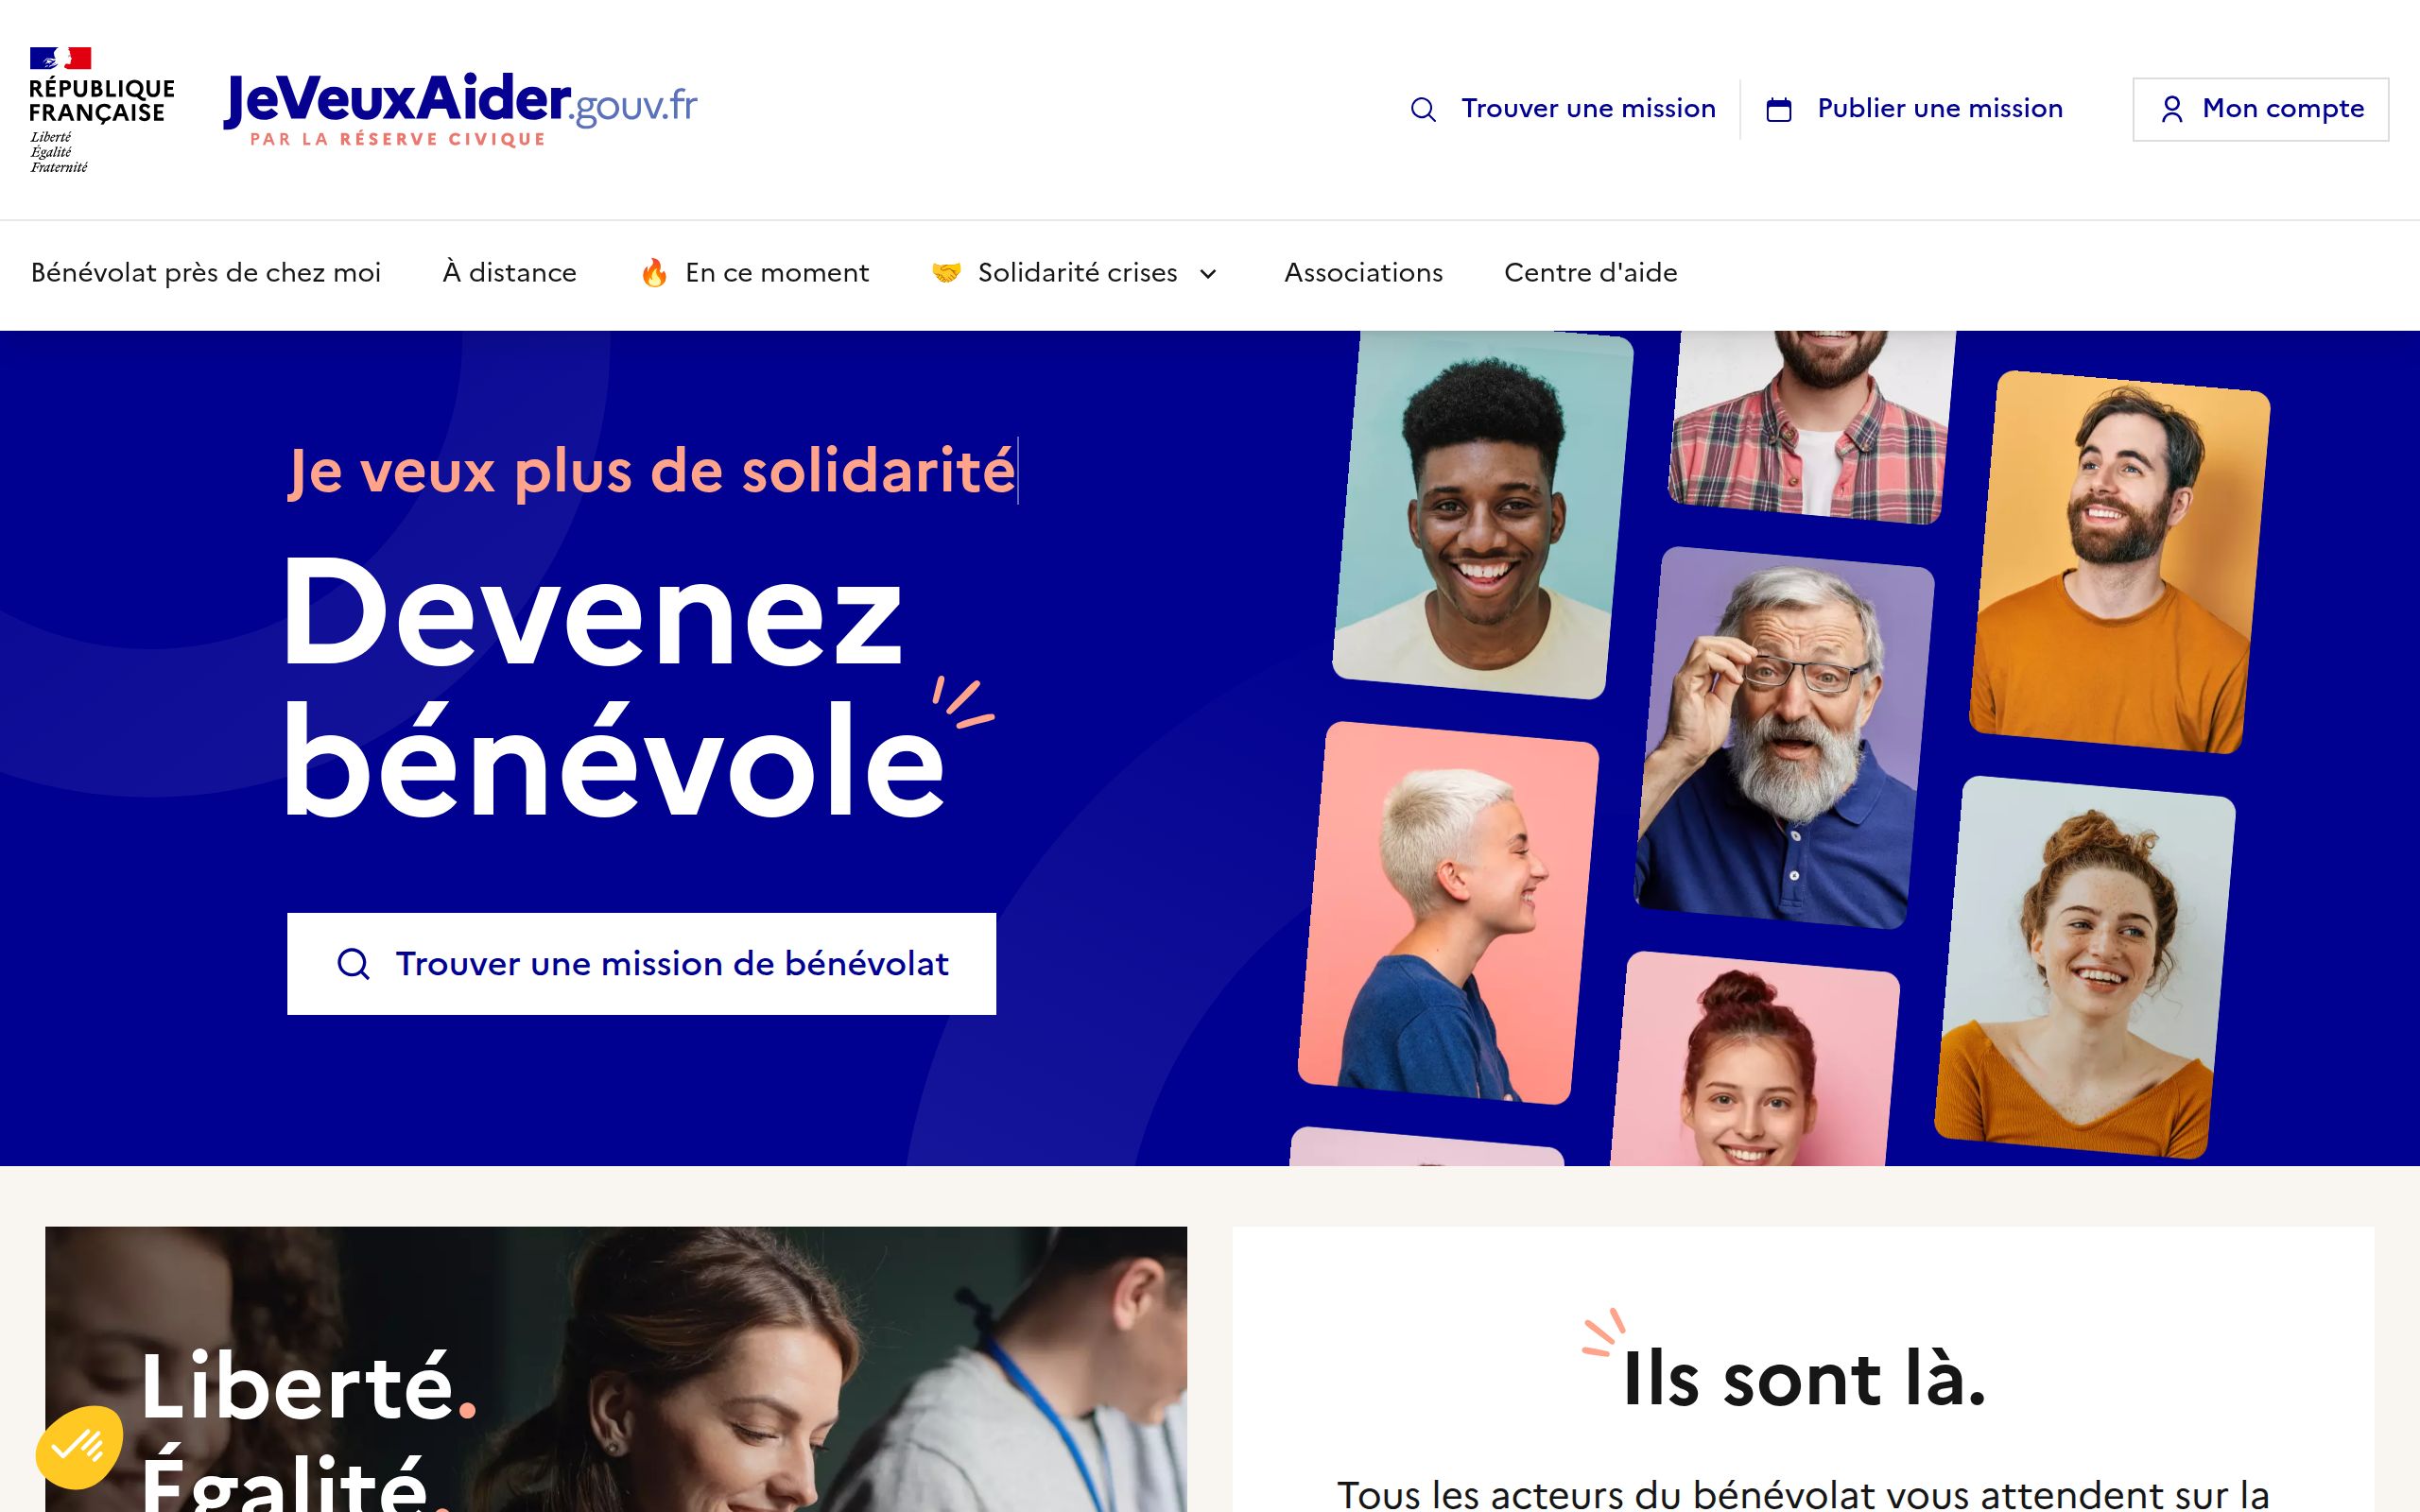 RÉPUBLIQUE
FRANÇAISE
Liberté
Égalité
Fraternité
JeVeuxAider.gouv.fr
PAR LA RÉSERVE CIVIQUE
Trouver une mission
Publier une mission
Mon compte
Bénévolat près de chez moi
À distance
🔥 En ce moment
🤝 Solidarité crises
Associations
Centre d'aide
Je veux plus de solidarité
Devenez
bénévole
Trouver une mission de bénévolat
Liberté.
Égalité.
Ils sont là.
Tous les acteurs du bénévolat vous attendent sur la